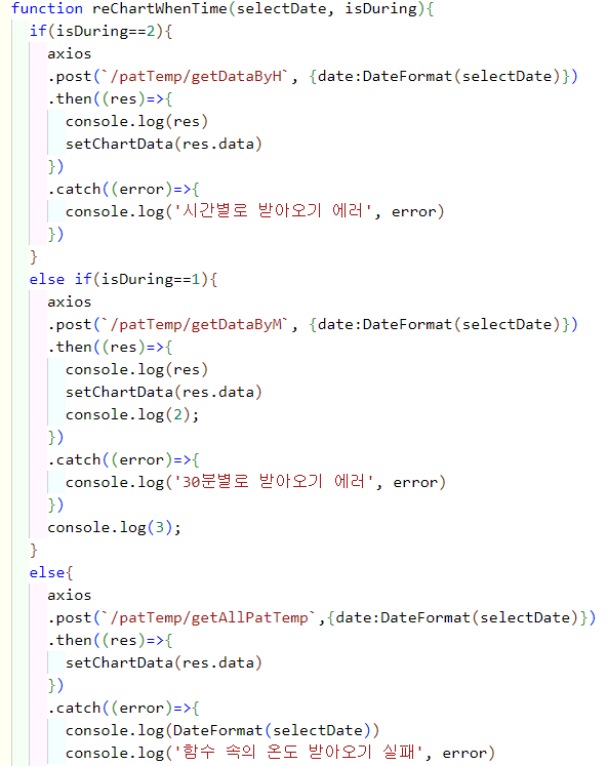 function reChartWhenTime(selectDate, isDuring){
  if(isDuring==2){
    axios
    .post(`/patTemp/getDataByH`, {date:DateFormat(selectDate)})
    .then((res)=>{
      console.log(res)
      setChartData(res.data)
    })
    .catch((error)=>{
      console.log('시간별로 받아오기 에러', error)
    })
  }
  else if(isDuring==1){
    axios
    .post(`/patTemp/getDataByM`, {date:DateFormat(selectDate)})
    .then((res)=>{
      console.log(res)
      setChartData(res.data)
      console.log(2);
    })
    .catch((error)=>{
      console.log('30분별로 받아오기 에러', error)
    })
    console.log(3);
  }
  else{
    axios
    .post(`/patTemp/getAllPatTemp`,{date:DateFormat(selectDate)})
    .then((res)=>{
      setChartData(res.data)
    })
    .catch((error)=>{
      console.log(DateFormat(selectDate))
      console.log('함수 속의 온도 받아오기 실패', error)